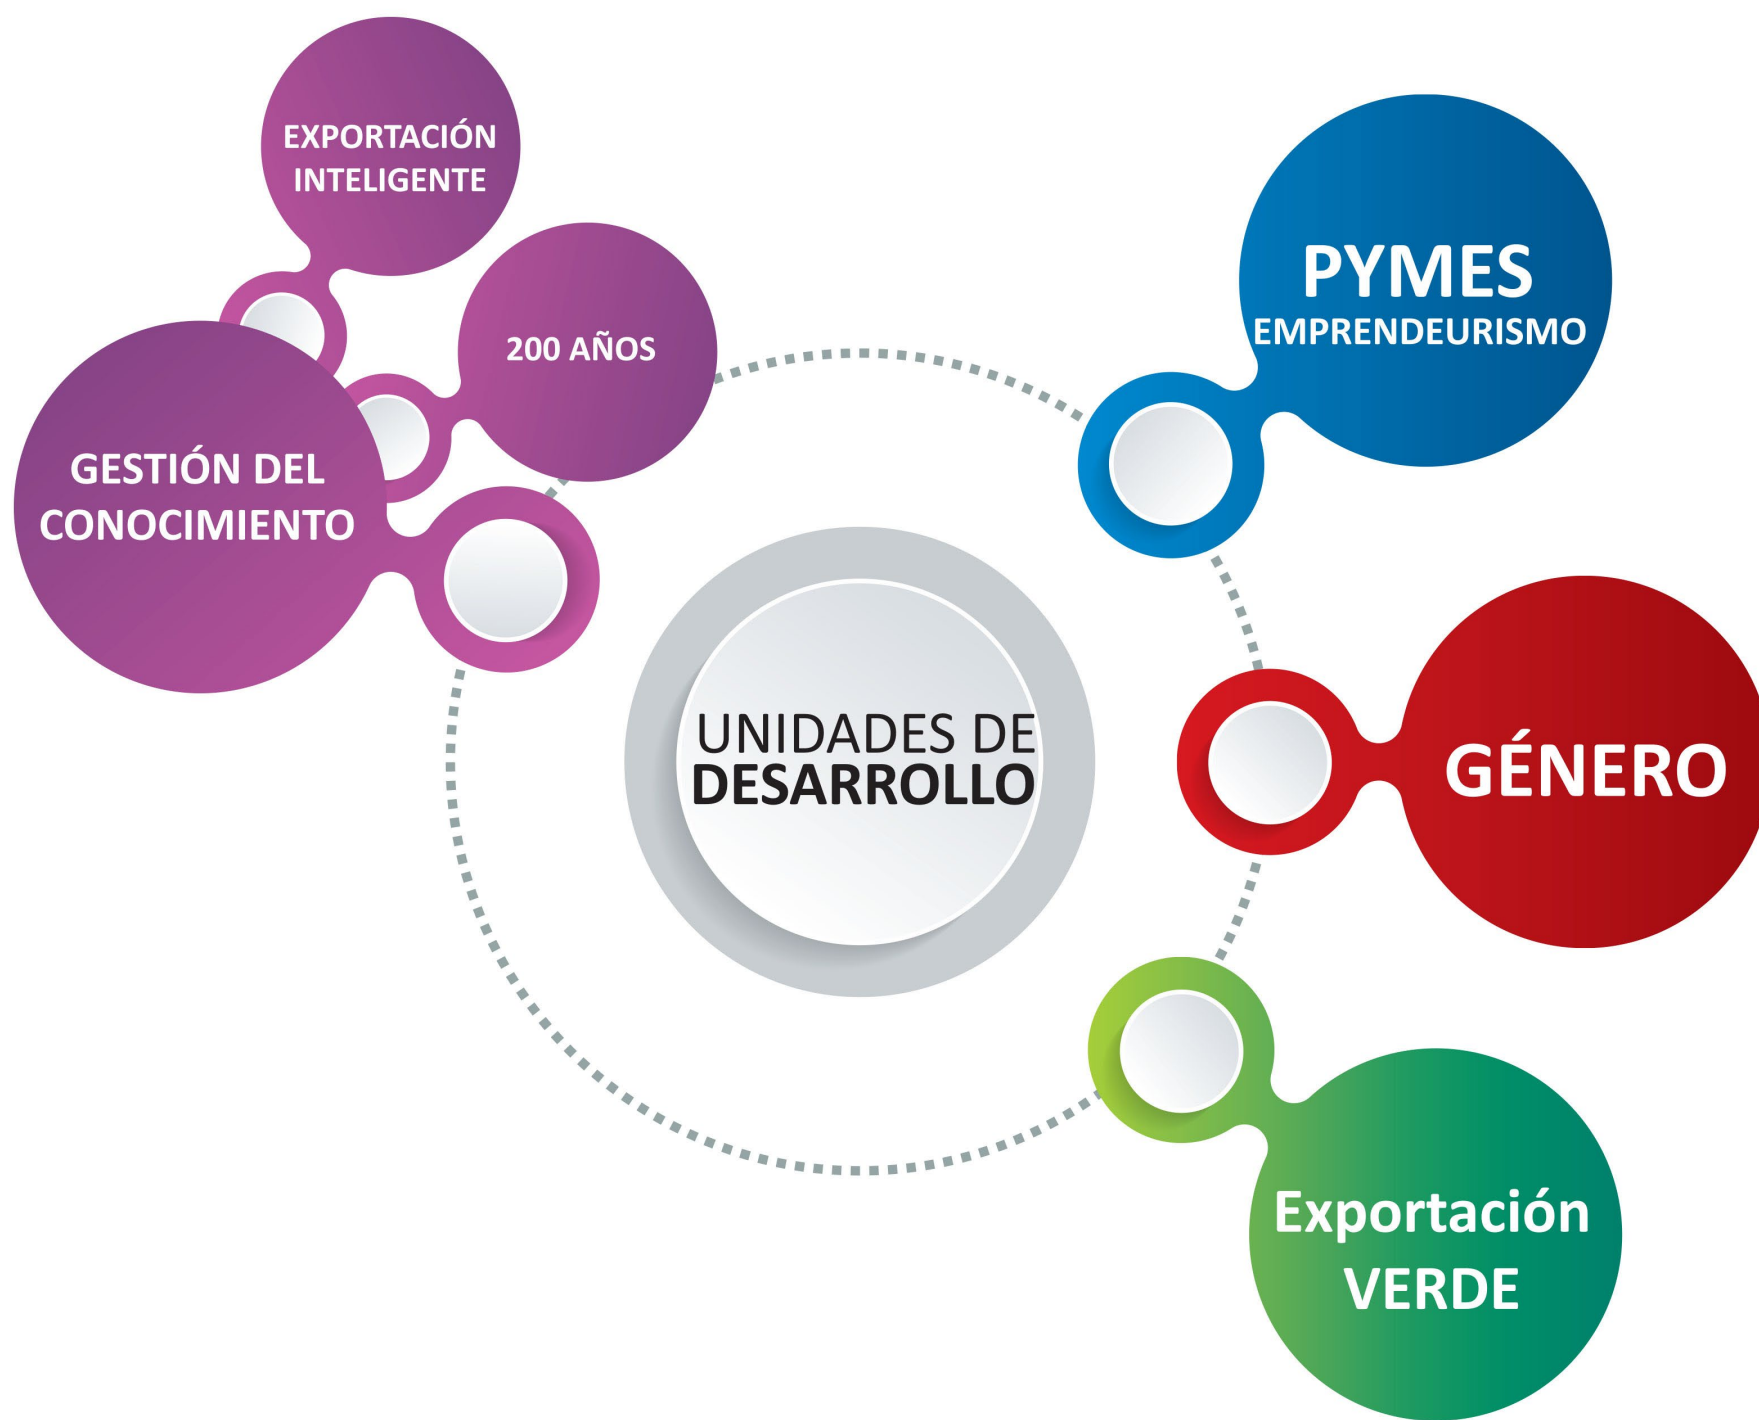 EXPORTACIÓN
INTELIGENTE
200 AÑOS
GESTIÓN DEL
CONOCIMIENTO
PYMES
EMPRENDEURISMO
UNIDADES DE
DESARROLLO
GÉNERO
Exportación
VERDE